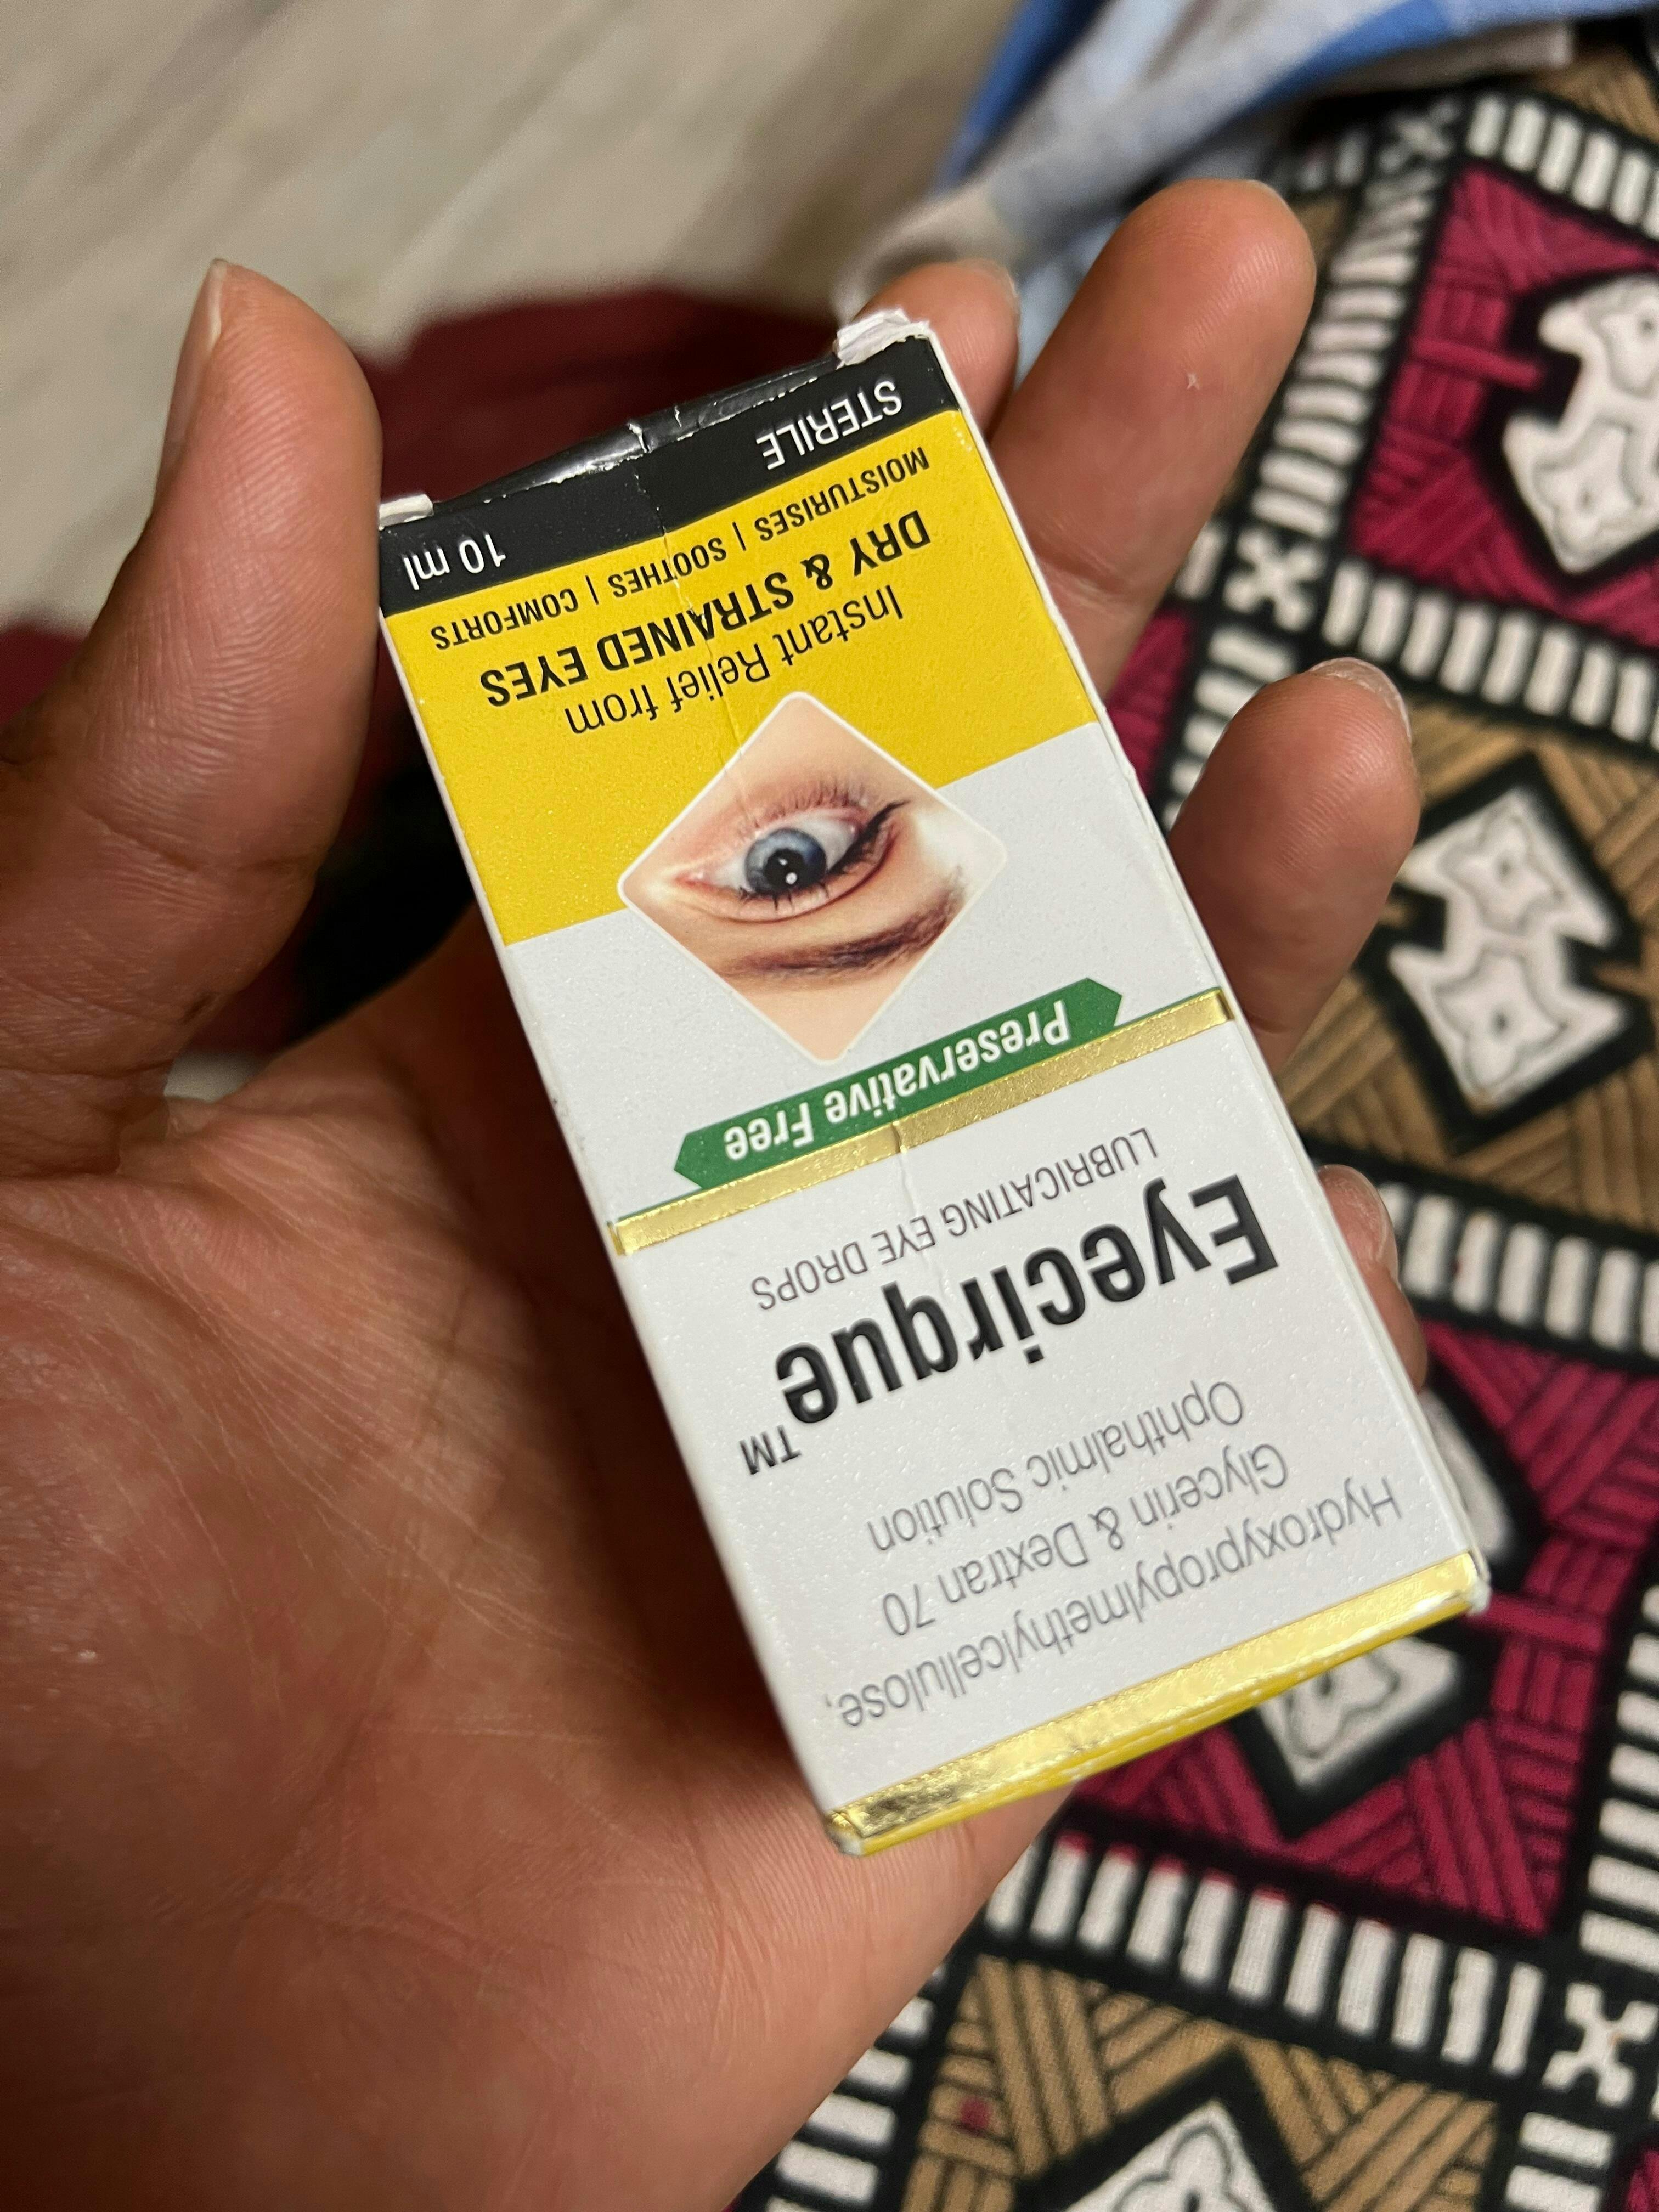 Hydroxypropylmethylcellulose,
Glycerin & Dextran 70
Ophthalmic Solution
Eyecirque™
LUBRICATING EYE DROPS
Preservative Free
Instant Relief from
DRY & STRAINED EYES
MOISTURISES | SOOTHES | COMFORTS
STERILE 10 ml